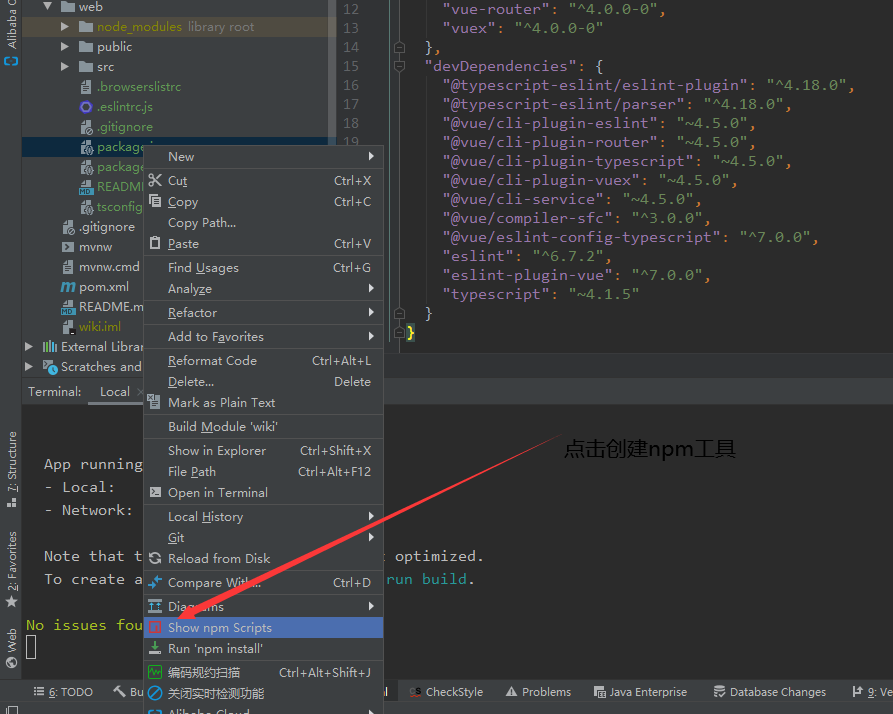 Alibaba C
web
node_modules library root
public
src
.browserslistrc
.eslintrc.js
.gitignore
package
package
README
tsconfig
.gitignore
mvnw
mvnw.cmd
pom.xml
README.m
wiki.iml
External Librar
Scratches and
12 "vue-router": "^4.0.0-0",
13 "vuex": "^4.0.0-0"
14 },
15 "devDependencies": {
16 "@typescript-eslint/eslint-plugin": "^4.18.0",
17 "@typescript-eslint/parser": "^4.18.0",
18 "@vue/cli-plugin-eslint": "~4.5.0",
19 "@vue/cli-plugin-router": "~4.5.0",
"@vue/cli-plugin-typescript": "~4.5.0",
"@vue/cli-plugin-vuex": "~4.5.0",
"@vue/cli-service": "~4.5.0",
"@vue/compiler-sfc": "^3.0.0",
"@vue/eslint-config-typescript": "^7.0.0",
"eslint": "^6.7.2",
"eslint-plugin-vue": "^7.0.0",
"typescript": "~4.1.5"
}
}
New
Cut Ctrl+X
Copy Ctrl+C
Copy Path...
Paste Ctrl+V
Find Usages Ctrl+G
Analyze
Refactor
Add to Favorites
Reformat Code Ctrl+Alt+L
Delete... Delete
Mark as Plain Text
Build Module 'wiki'
Show in Explorer Ctrl+Shift+X
File Path Ctrl+Alt+F12
Open in Terminal
Local History
Git
Reload from Disk
Compare With... Ctrl+D
Diagrams
Show npm Scripts
Run 'npm install'
编码规约扫描 Ctrl+Alt+Shift+J
关闭实时检测功能
Alibaba Cloud
点击创建npm工具
Terminal: Local
App running
- Local:
- Network:
Note that t optimized.
To create a run build.
No issues fou
7: Structure
2: Favorites
Web
6: TODO
Bu
CheckStyle
Problems
Java Enterprise
Database Changes
9: Ve